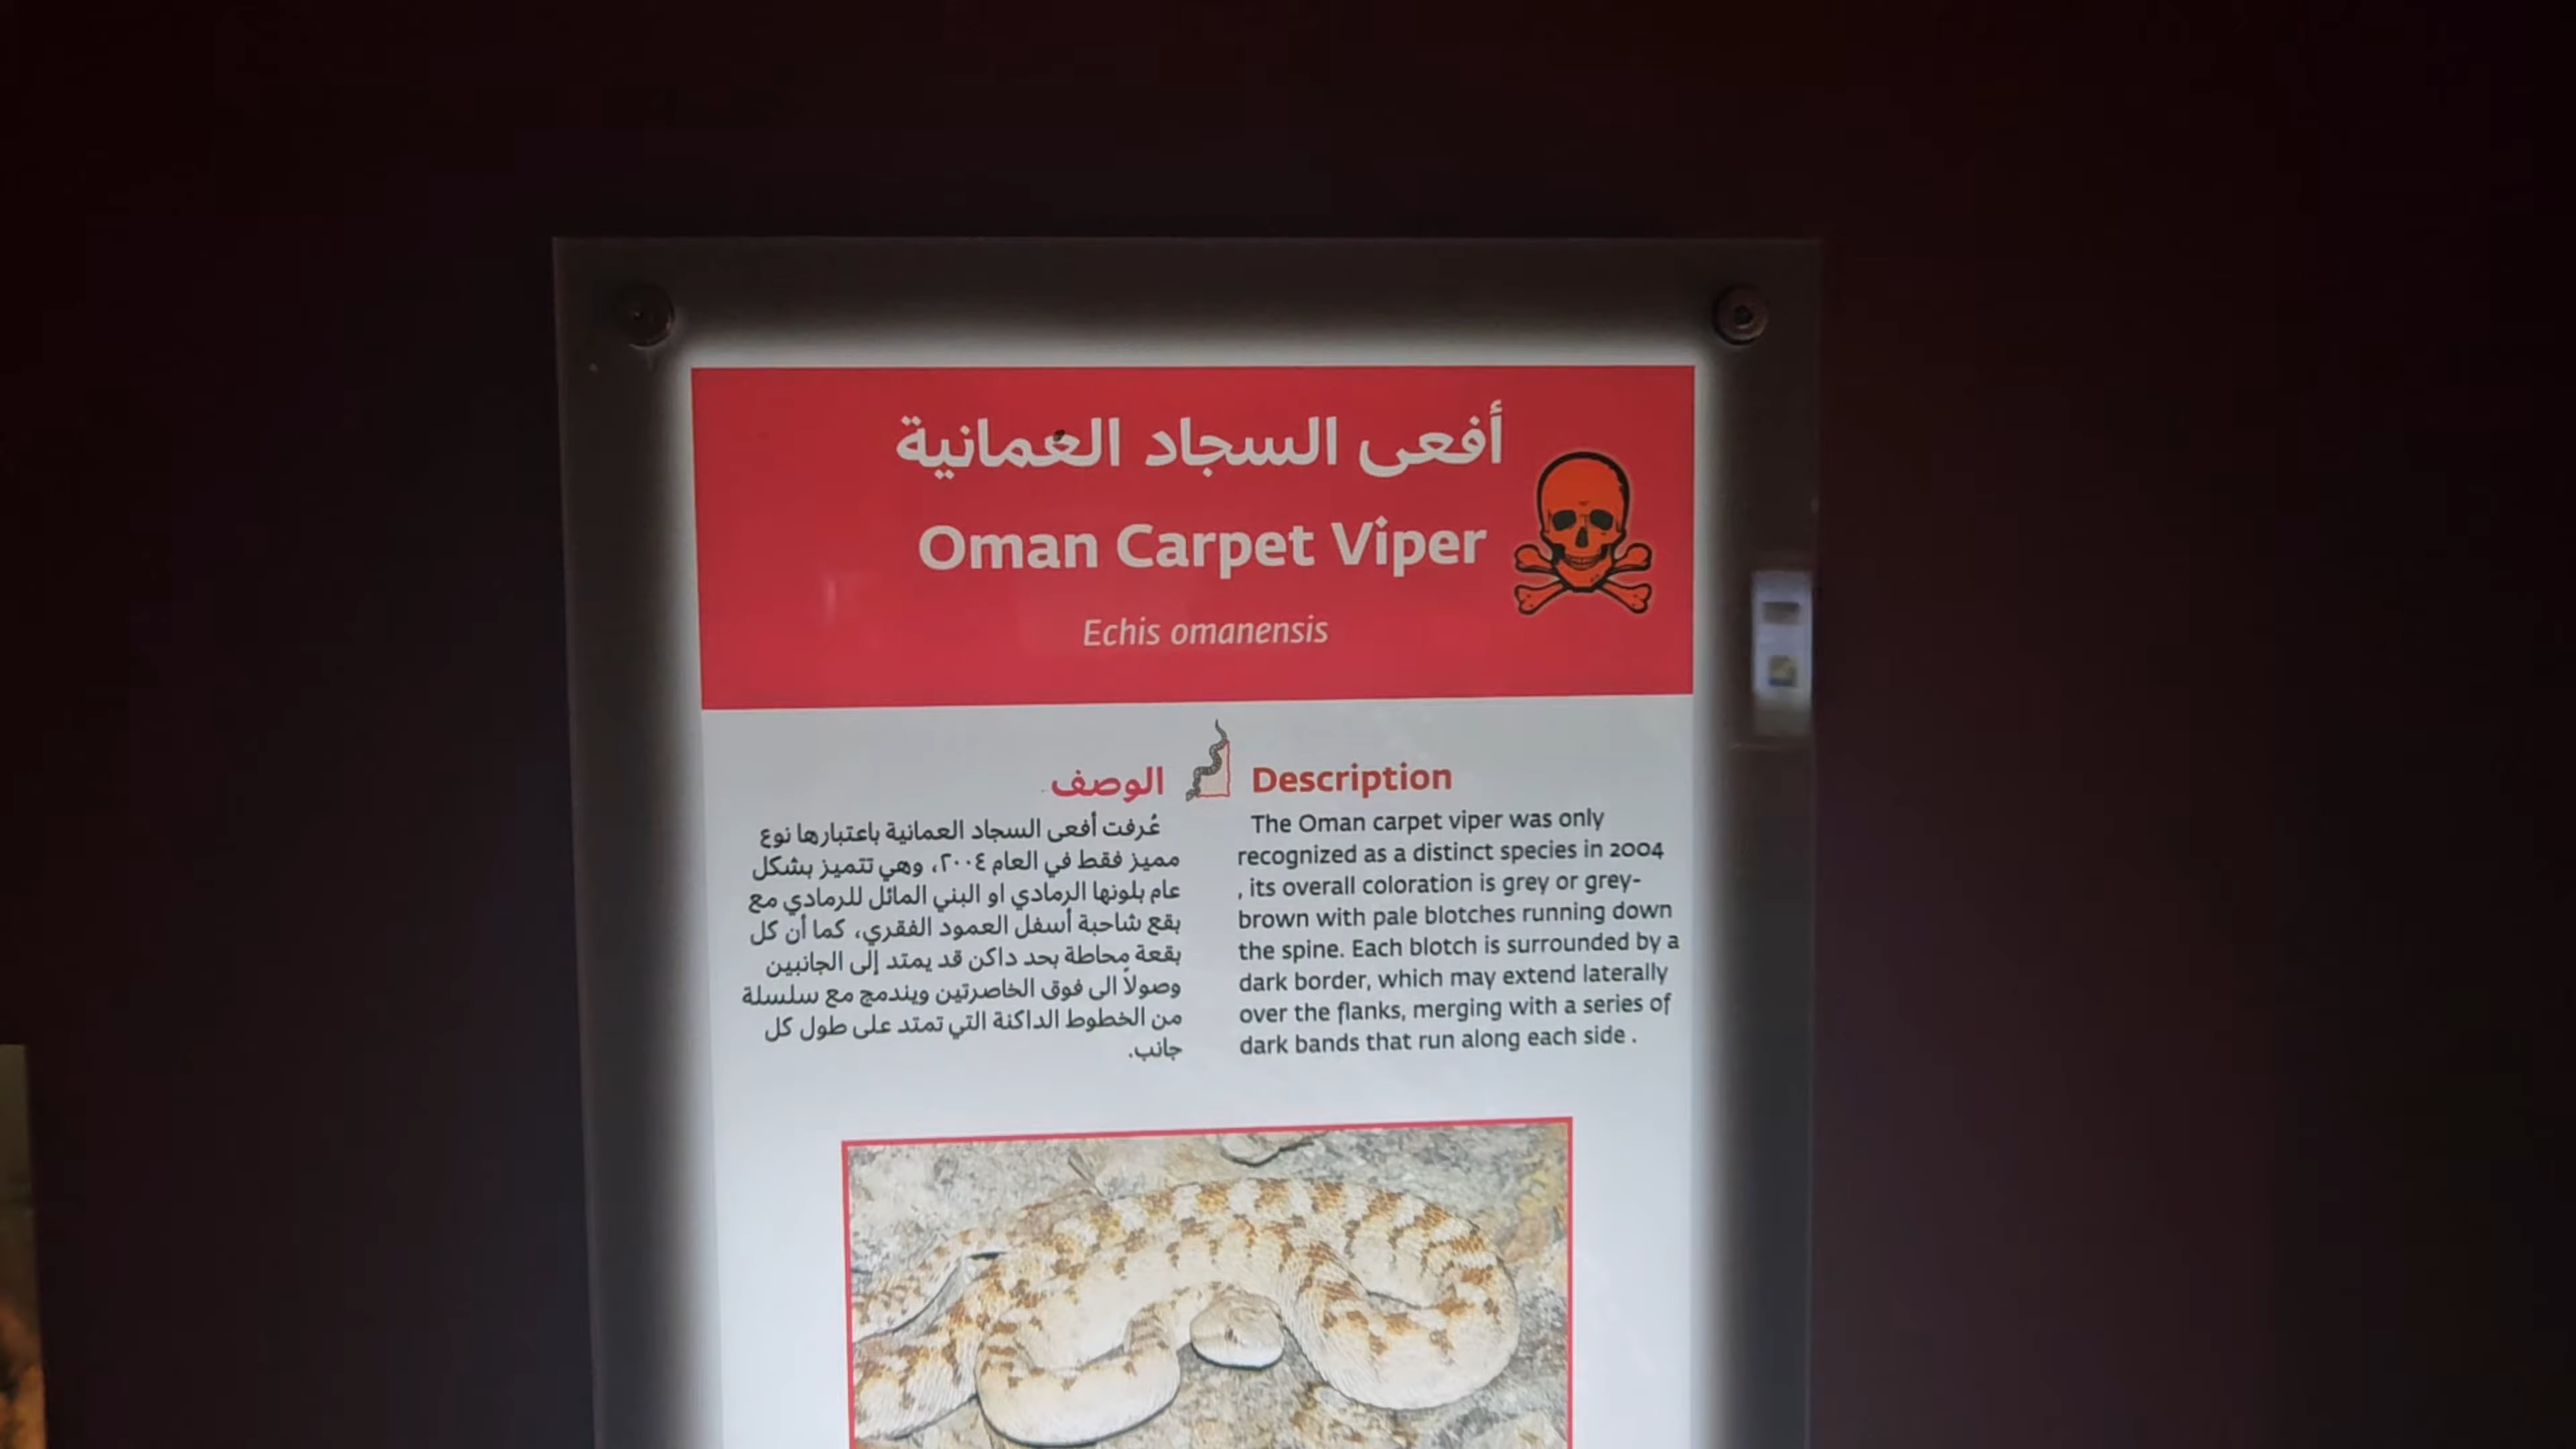 أفعى السجاد العمانية
Oman Carpet Viper
Echis omanensis
الوصف
عُرفت أفعى السجاد العمانية باعتبارها نوع
مميز فقط في العام ٢٠٠٤، وهي تتميز بشكل
عام بلونها الرمادي او البني المائل للرمادي مع
بقع شاحبة أسفل العمود الفقري، كما أن كل
بقعة محاطة بحد داكن قد يمتد إلى الجانبين
وصولاً الى فوق الخاصرتين ويندمج مع سلسلة
من الخطوط الداكنة التي تمتد على طول كل
جانب.
Description
The Oman carpet viper was only
recognized as a distinct species in 2004
, its overall coloration is grey or grey-
brown with pale blotches running down
the spine. Each blotch is surrounded by a
dark border, which may extend laterally
over the flanks, merging with a series of
dark bands that run along each side .